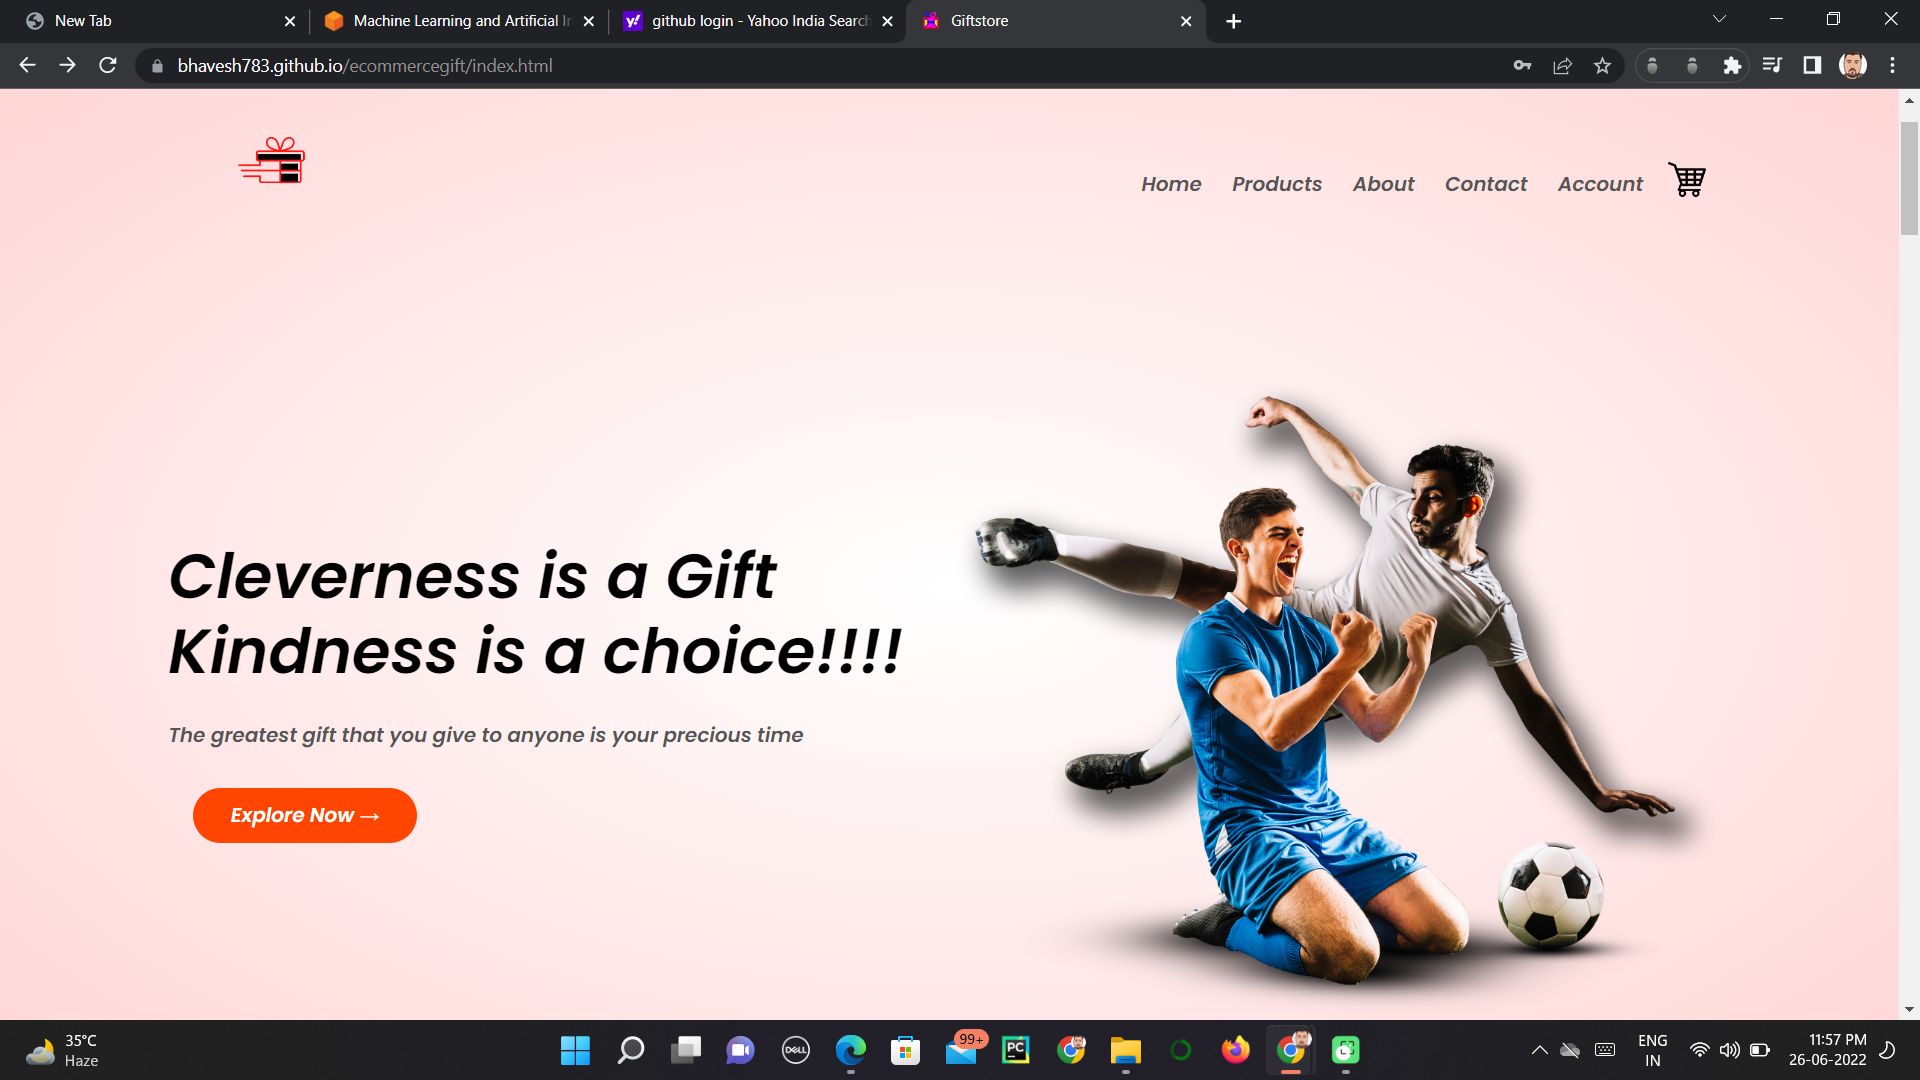 New Tab
Machine Learning and Artificial In
github login - Yahoo India Search
Giftstore
bhavesh783.github.io/ecommercegift/index.html
Home Products About Contact Account
Cleverness is a Gift
Kindness is a choice!!!!
The greatest gift that you give to anyone is your precious time
Explore Now →
35°C
Haze
DELL
99+
PC
ENG
IN
11:57 PM
26-06-2022